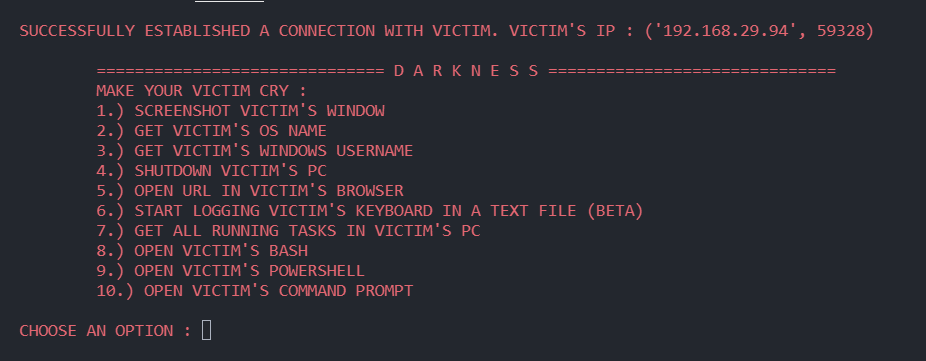 SUCCESSFULLY ESTABLISHED A CONNECTION WITH VICTIM. VICTIM'S IP : ('192.168.29.94', 59328)
============================== D A R K N E S S ==============================
MAKE YOUR VICTIM CRY :
1.) SCREENSHOT VICTIM'S WINDOW
2.) GET VICTIM'S OS NAME
3.) GET VICTIM'S WINDOWS USERNAME
4.) SHUTDOWN VICTIM'S PC
5.) OPEN URL IN VICTIM'S BROWSER
6.) START LOGGING VICTIM'S KEYBOARD IN A TEXT FILE (BETA)
7.) GET ALL RUNNING TASKS IN VICTIM'S PC
8.) OPEN VICTIM'S BASH
9.) OPEN VICTIM'S POWERSHELL
10.) OPEN VICTIM'S COMMAND PROMPT
CHOOSE AN OPTION :